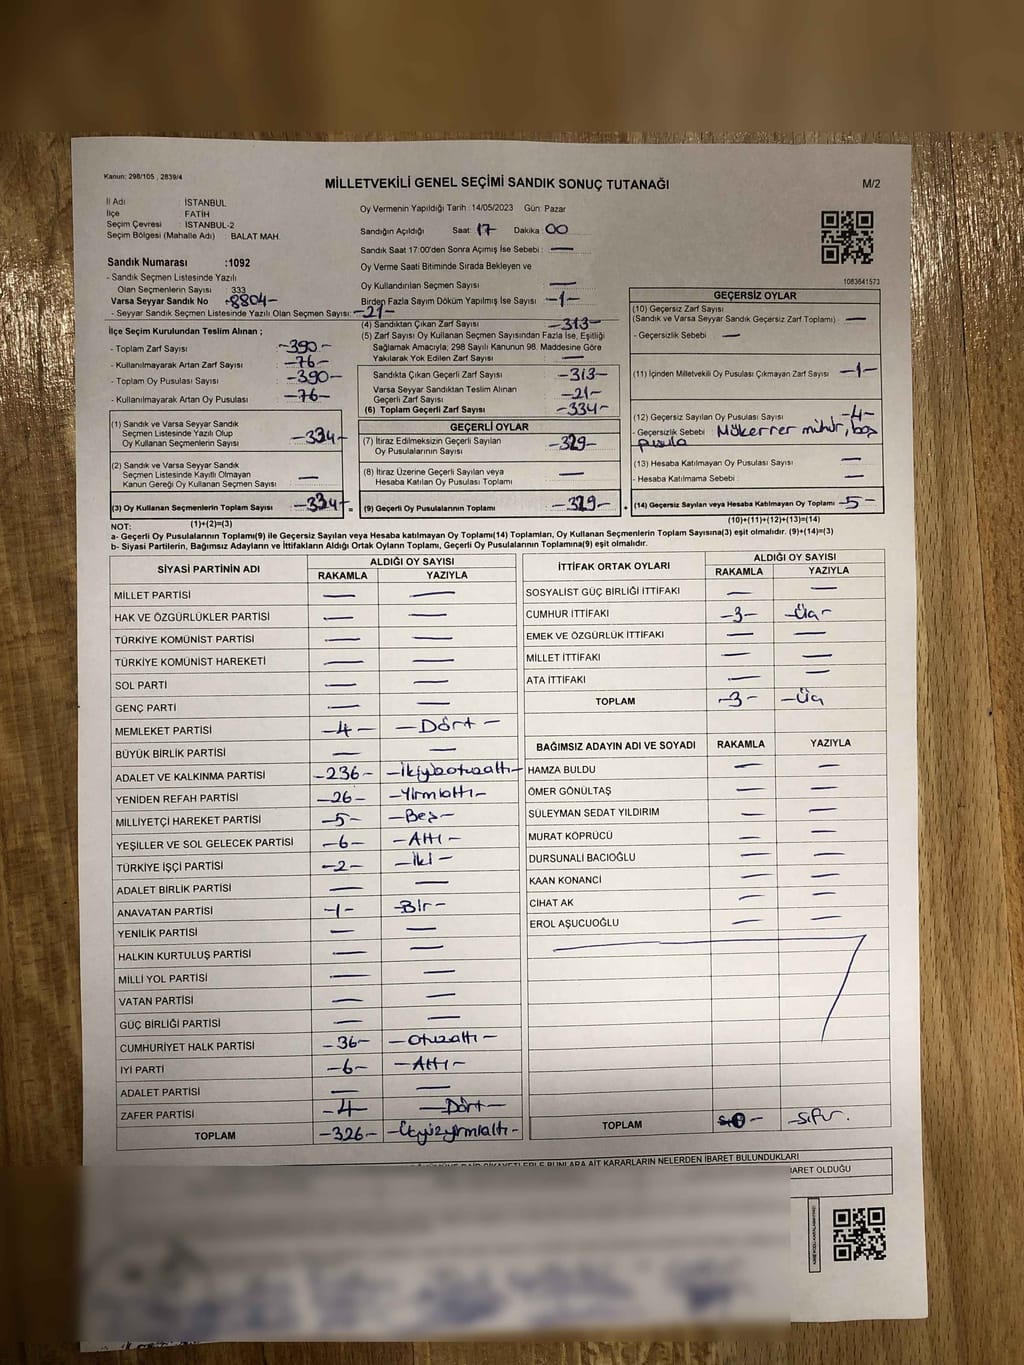 Kanun: 298/105 , 2839/4
MİLLETVEKİLİ GENEL SEÇİMİ SANDIK SONUÇ TUTANAĞI
M/2
İl Adı : İSTANBUL
İlçe : FATİH
Seçim Çevresi : İSTANBUL-2
Seçim Bölgesi (Mahalle Adı) : BALAT MAH.
Sandık Numarası :1092
- Sandık Seçmen Listesinde Yazılı
Olan Seçmenlerin Sayısı : 333
Varsa Seyyar Sandık No : -8804-
- Seyyar Sandık Seçmen Listesinde Yazılı Olan Seçmen Sayısı: -21-
Oy Vermenin Yapıldığı Tarih : 14/05/2023 Gün: Pazar
Sandığın Açıldığı Saat: 17 Dakika: 00
Sandık Saat 17:00'den Sonra Açımış İse Sebebi : —
Oy Verme Saati Bitiminde Sırada Bekleyen ve
Oy Kullandırılan Seçmen Sayısı —
Birden Fazla Sayım Döküm Yapılmış İse Sayısı -1-
1083641573
İlçe Seçim Kurulundan Teslim Alınan ;
- Toplam Zarf Sayısı : -390-
- Kullanılmayarak Artan Zarf Sayısı : -76-
- Toplam Oy Pusulası Sayısı : -390-
- Kullanılmayarak Artan Oy Pusulası : -76-
(4) Sandıktan Çıkan Zarf Sayısı -313-
(5) Zarf Sayısı Oy Kullanan Seçmen Sayısından Fazla İse, Eşitliği
Sağlamak Amacıyla; 298 Sayılı Kanunun 98. Maddesine Göre
Yakılarak Yok Edilen Zarf Sayısı —
Sandıkta Çıkan Geçerli Zarf Sayısı -313-
Varsa Seyyar Sandıktan Teslim Alınan
Geçerli Zarf Sayısı -21-
(6) Toplam Geçerli Zarf Sayısı -334-
GEÇERSİZ OYLAR
(10) Geçersiz Zarf Sayısı
(Sandık ve Varsa Seyyar Sandık Geçersiz Zarf Toplamı) : —
- Geçersizlik Sebebi : —
(11) İçinden Milletvekili Oy Pusulası Çıkmayan Zarf Sayısı : -1-
(12) Geçersiz Sayılan Oy Pusulası Sayısı : -4-
- Geçersizlik Sebebi : Mükerrer mühür, boş
pusula
(13) Hesaba Katılmayan Oy Pusulası Sayısı : —
- Hesaba Katılmama Sebebi : —
(14) Geçersiz Sayılan veya Hesaba Katılmayan Oy Toplamı -5-
(10)+(11)+(12)+(13)=(14)
(1) Sandık ve Varsa Seyyar Sandık
Seçmen Listesinde Yazılı Olup
Oy Kullanan Seçmenlerin Sayısı : -334-
(2) Sandık ve Varsa Seyyar Sandık
Seçmen Listesinde Kayıtlı Olmayan
Kanun Gereği Oy Kullanan Seçmen Sayısı : —
(3) Oy Kullanan Seçmenlerin Toplam Sayısı : -334- =
(1)+(2)=(3)
GEÇERLİ OYLAR
(7) İtiraz Edilmeksizin Geçerli Sayılan
Oy Pusulalarının Sayısı : -329-
(8) İtiraz Üzerine Geçerli Sayılan veya
Hesaba Katılan Oy Pusulası Toplamı : —
(9) Geçerli Oy Pusulalarının Toplamı : -329- +
NOT:
a- Geçerli Oy Pusulalarının Toplamı(9) ile Geçersiz Sayılan veya Hesaba Katılmayan Oy Toplamı(14) Toplamları, Oy Kullanan Seçmenlerin Toplam Sayısına(3) eşit olmalıdır. (9)+(14)=(3)
b- Siyasi Partilerin, Bağımsız Adayların ve İttifakların Aldığı Ortak Oyların Toplamı, Geçerli Oy Pusulalarının Toplamına(9) eşit olmalıdır.
SİYASİ PARTİNİN ADI ALDIĞI OY SAYISI
RAKAMLA YAZIYLA
MİLLET PARTİSİ — —
HAK VE ÖZGÜRLÜKLER PARTİSİ — —
TÜRKİYE KOMÜNİST PARTİSİ — —
TÜRKİYE KOMÜNİST HAREKETİ — —
SOL PARTİ — —
GENÇ PARTİ — —
MEMLEKET PARTİSİ -4- -Dört-
BÜYÜK BİRLİK PARTİSİ — —
ADALET VE KALKINMA PARTİSİ -236- -İkiyüzotuzaltı-
YENİDEN REFAH PARTİSİ -26- -Yirmialtı-
MİLLİYETÇİ HAREKET PARTİSİ -5- -Beş-
YEŞİLLER VE SOL GELECEK PARTİSİ -6- -Altı-
TÜRKİYE İŞÇİ PARTİSİ -2- -İki-
ADALET BİRLİK PARTİSİ — —
ANAVATAN PARTİSİ -1- -Bir-
YENİLİK PARTİSİ — —
HALKIN KURTULUŞ PARTİSİ — —
MİLLİ YOL PARTİSİ — —
VATAN PARTİSİ — —
GÜÇ BİRLİĞİ PARTİSİ — —
CUMHURİYET HALK PARTİSİ -36- -Otuzaltı-
İYİ PARTİ -6- -Altı-
ADALET PARTİSİ — —
ZAFER PARTİSİ -4- -Dört-
TOPLAM -326- -Üçyüzyirmialtı-
İTTİFAK ORTAK OYLARI ALDIĞI OY SAYISI
RAKAMLA YAZIYLA
SOSYALİST GÜÇ BİRLİĞİ İTTİFAKI — —
CUMHUR İTTİFAKI -3- -Üç-
EMEK VE ÖZGÜRLÜK İTTİFAKI — —
MİLLET İTTİFAKI — —
ATA İTTİFAKI — —
TOPLAM -3- -Üç
BAĞIMSIZ ADAYIN ADI VE SOYADI RAKAMLA YAZIYLA
HAMZA BULDU — —
ÖMER GÖNÜLTAŞ — —
SÜLEYMAN SEDAT YILDIRIM — —
MURAT KÖPRÜCÜ — —
DURSUNALİ BACIOĞLU — —
KAAN KONANCİ — —
CİHAT AK — —
EROL AŞUCUOĞLU — —
TOPLAM 0- -sıfır.
BUNLARA AİT KARARLARIN NELERDEN İBARET BULUNDUKLARI
İBARET OLDUĞU